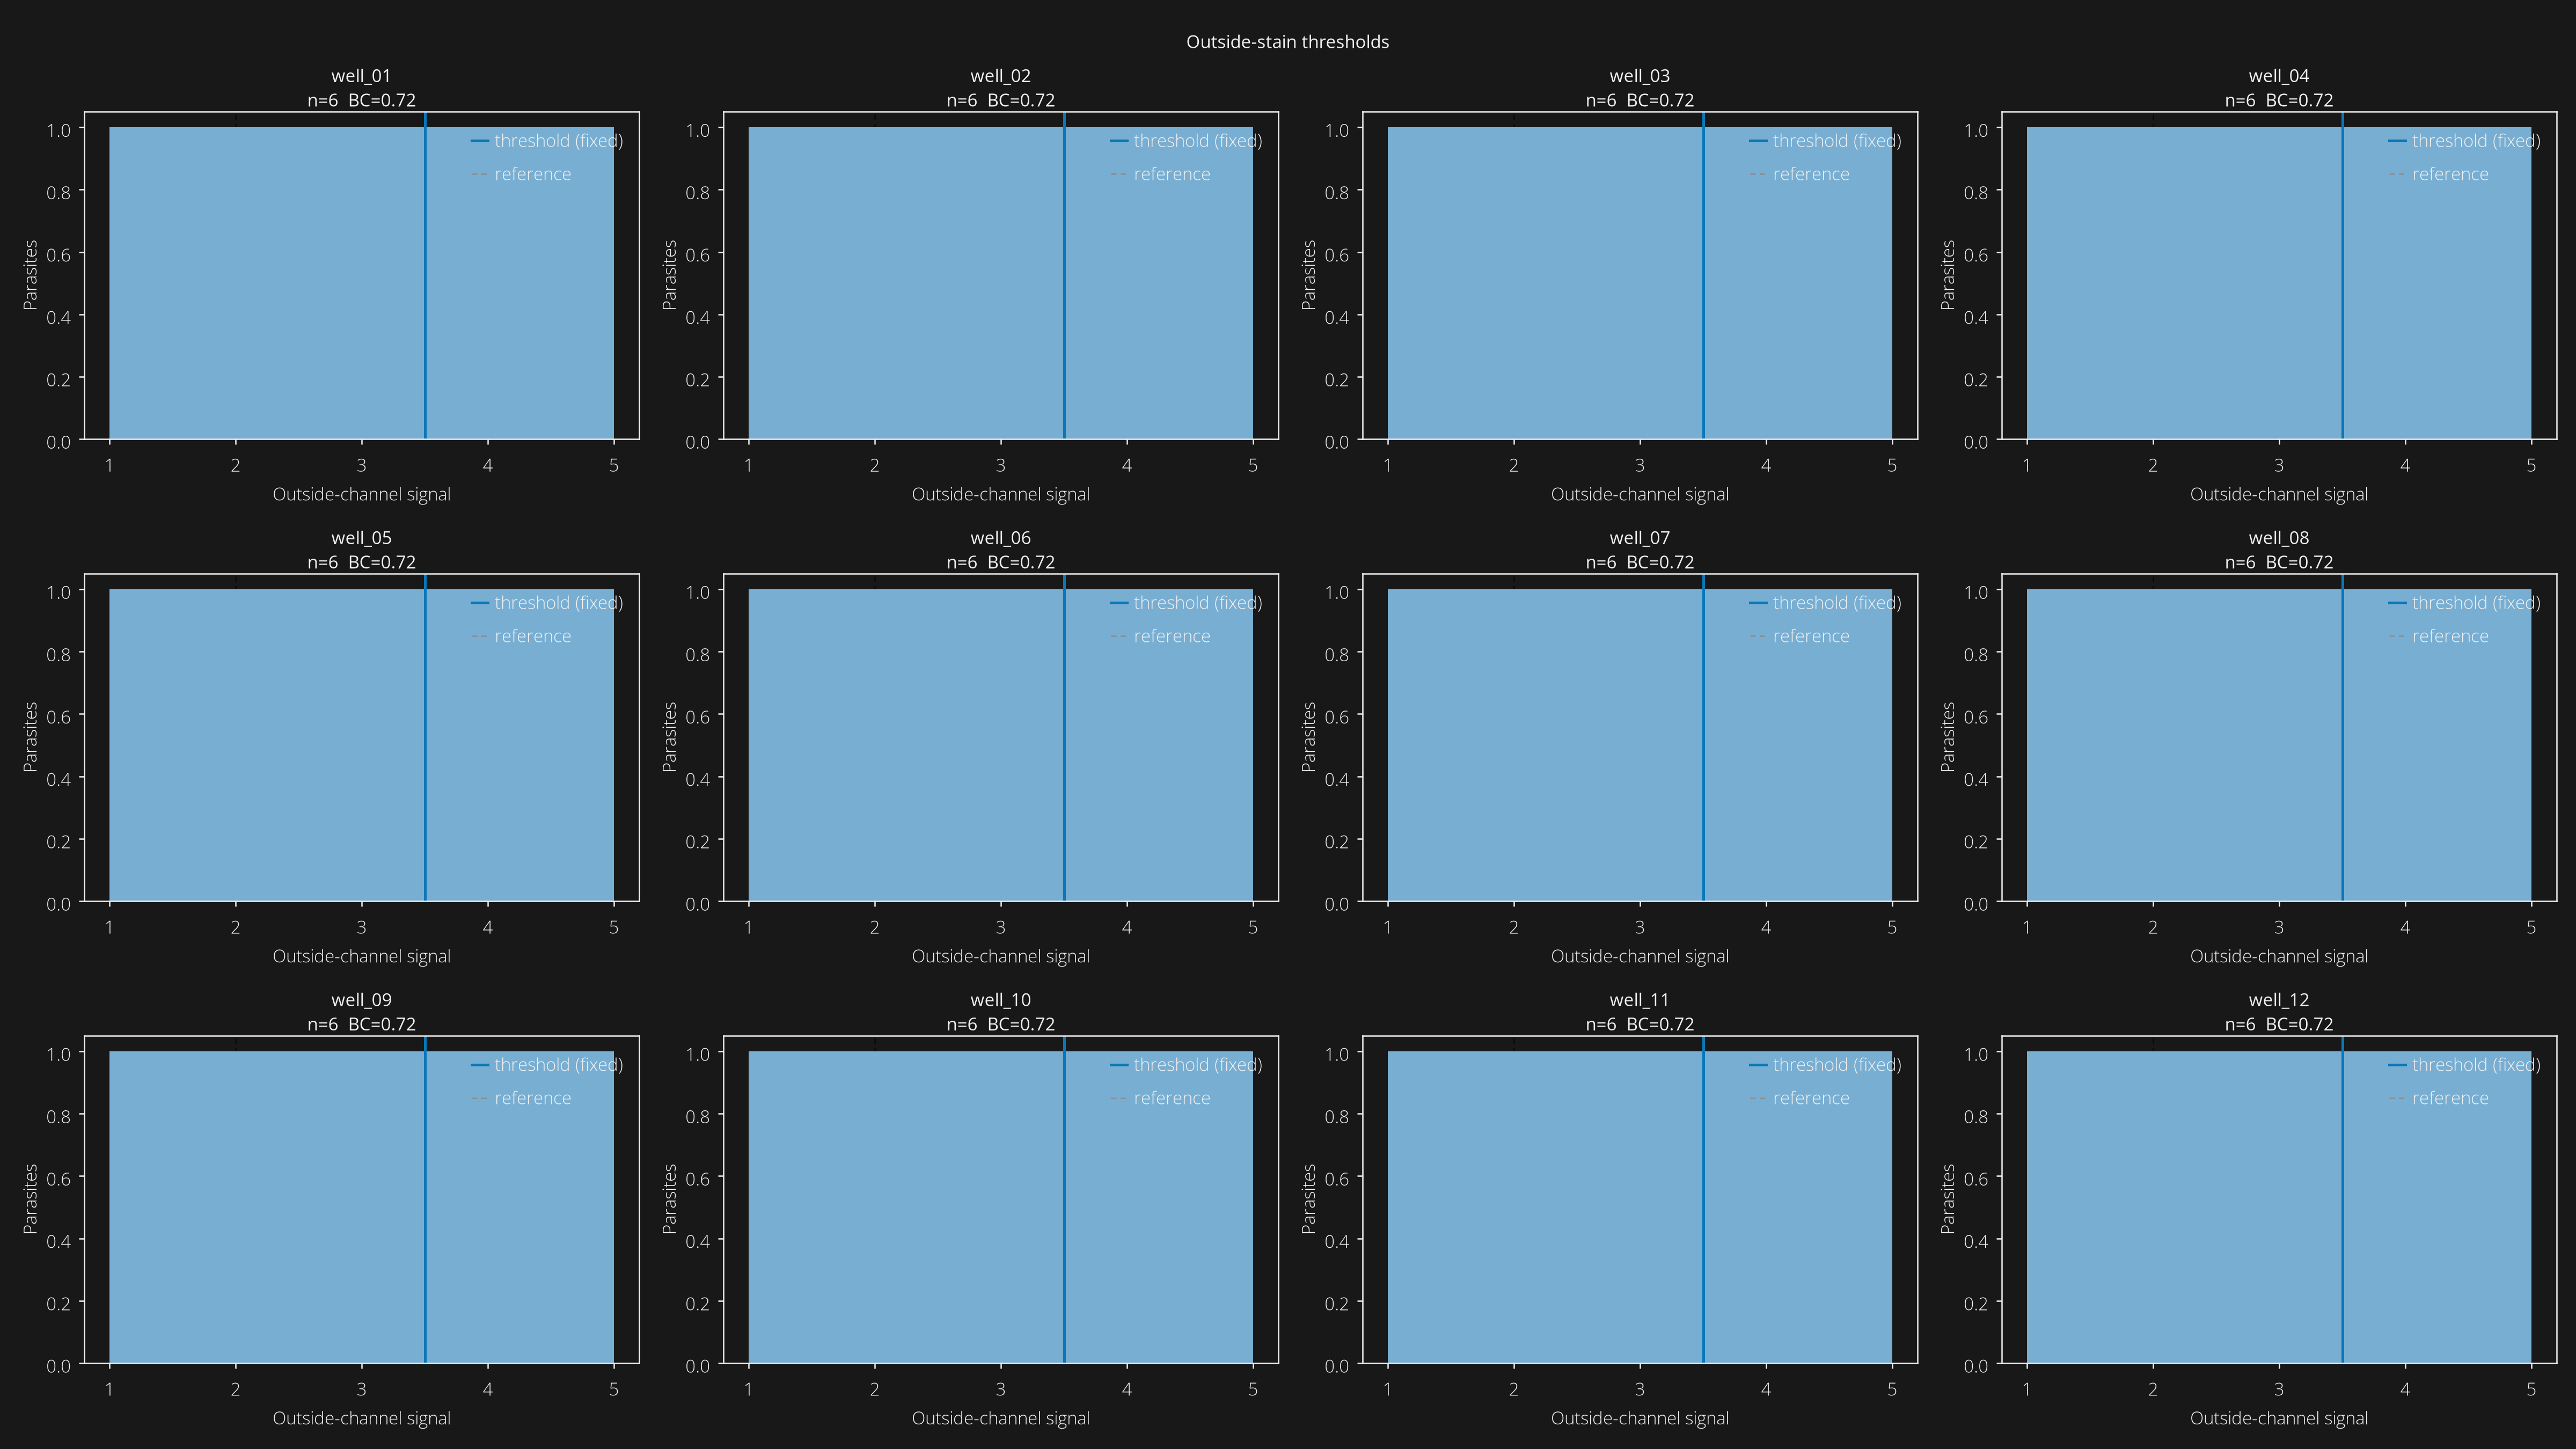 Outside-stain thresholds
well_01
n=6 BC=0.72
1.0
0.8
0.6
0.4
0.2
0.0
Parasites
threshold (fixed)
reference
1 2 3 4 5
Outside-channel signal
well_02
n=6 BC=0.72
1.0
0.8
0.6
0.4
0.2
0.0
Parasites
threshold (fixed)
reference
1 2 3 4 5
Outside-channel signal
well_03
n=6 BC=0.72
1.0
0.8
0.6
0.4
0.2
0.0
Parasites
threshold (fixed)
reference
1 2 3 4 5
Outside-channel signal
well_04
n=6 BC=0.72
1.0
0.8
0.6
0.4
0.2
0.0
Parasites
threshold (fixed)
reference
1 2 3 4 5
Outside-channel signal
well_05
n=6 BC=0.72
1.0
0.8
0.6
0.4
0.2
0.0
Parasites
threshold (fixed)
reference
1 2 3 4 5
Outside-channel signal
well_06
n=6 BC=0.72
1.0
0.8
0.6
0.4
0.2
0.0
Parasites
threshold (fixed)
reference
1 2 3 4 5
Outside-channel signal
well_07
n=6 BC=0.72
1.0
0.8
0.6
0.4
0.2
0.0
Parasites
threshold (fixed)
reference
1 2 3 4 5
Outside-channel signal
well_08
n=6 BC=0.72
1.0
0.8
0.6
0.4
0.2
0.0
Parasites
threshold (fixed)
reference
1 2 3 4 5
Outside-channel signal
well_09
n=6 BC=0.72
1.0
0.8
0.6
0.4
0.2
0.0
Parasites
threshold (fixed)
reference
1 2 3 4 5
Outside-channel signal
well_10
n=6 BC=0.72
1.0
0.8
0.6
0.4
0.2
0.0
Parasites
threshold (fixed)
reference
1 2 3 4 5
Outside-channel signal
well_11
n=6 BC=0.72
1.0
0.8
0.6
0.4
0.2
0.0
Parasites
threshold (fixed)
reference
1 2 3 4 5
Outside-channel signal
well_12
n=6 BC=0.72
1.0
0.8
0.6
0.4
0.2
0.0
Parasites
threshold (fixed)
reference
1 2 3 4 5
Outside-channel signal